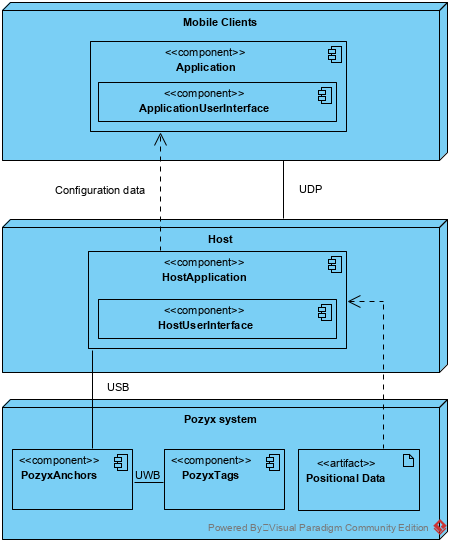 Mobile Clients
<<component>>
Application
<<component>>
ApplicationUserInterface
Configuration data
UDP
Host
<<component>>
HostApplication
<<component>>
HostUserInterface
USB
Pozyx system
<<component>>
PozyxAnchors
UWB
<<component>>
PozyxTags
<<artifact>>
Positional Data
Powered By Visual Paradigm Community Edition